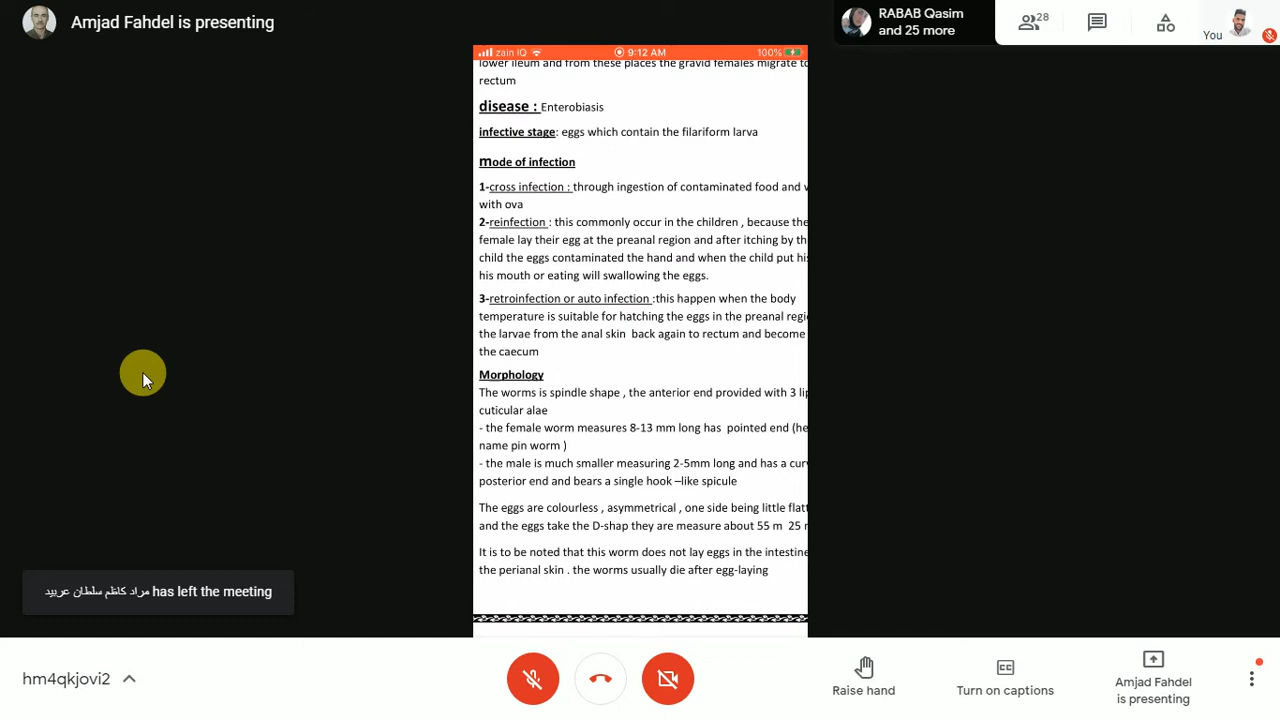 Amjad Fahdel is presenting
RABAB Qasim
and 25 more
28
You
zain IQ
9:12 AM
100%
lower ileum and from these places the gravid females migrate to
rectum
disease : Enterobiasis
infective stage: eggs which contain the filariform larva
mode of infection
1-cross infection : through ingestion of contaminated food and w
with ova
2-reinfection : this commonly occur in the children , because the
female lay their egg at the preanal region and after itching by th
child the eggs contaminated the hand and when the child put his
his mouth or eating will swallowing the eggs.
3-retroinfection or auto infection :this happen when the body
temperature is suitable for hatching the eggs in the preanal regi
the larvae from the anal skin back again to rectum and become
the caecum
Morphology
The worms is spindle shape , the anterior end provided with 3 lip
cuticular alae
- the female worm measures 8-13 mm long has pointed end (he
name pin worm )
- the male is much smaller measuring 2-5mm long and has a cur
posterior end and bears a single hook –like spicule
The eggs are colourless , asymmetrical , one side being little flatt
and the eggs take the D-shap they are measure about 55 m 25
It is to be noted that this worm does not lay eggs in the intestine
the perianal skin . the worms usually die after egg-laying
مراد كاظم سلطان عريبيد has left the meeting
hm4qkjovi2
Raise hand
Turn on captions
Amjad Fahdel
is presenting